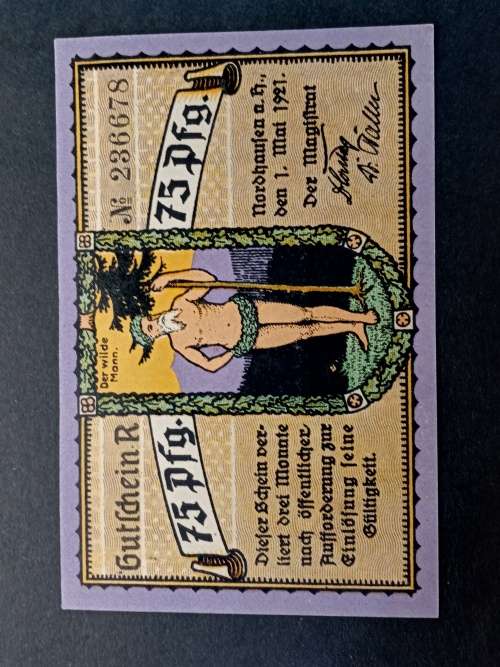 Gutschein R
75 Pfg.
Dieser Schein ver-
liert drei Monate
nach öffentlicher
Aufforderung zur
Einlösung seine
Gültigkeit.
Der wilde
Mann.
№ 236678
75 Pfg.
Nordhausen a.H.,
den 1. Mai 1921.
Der Magistrat